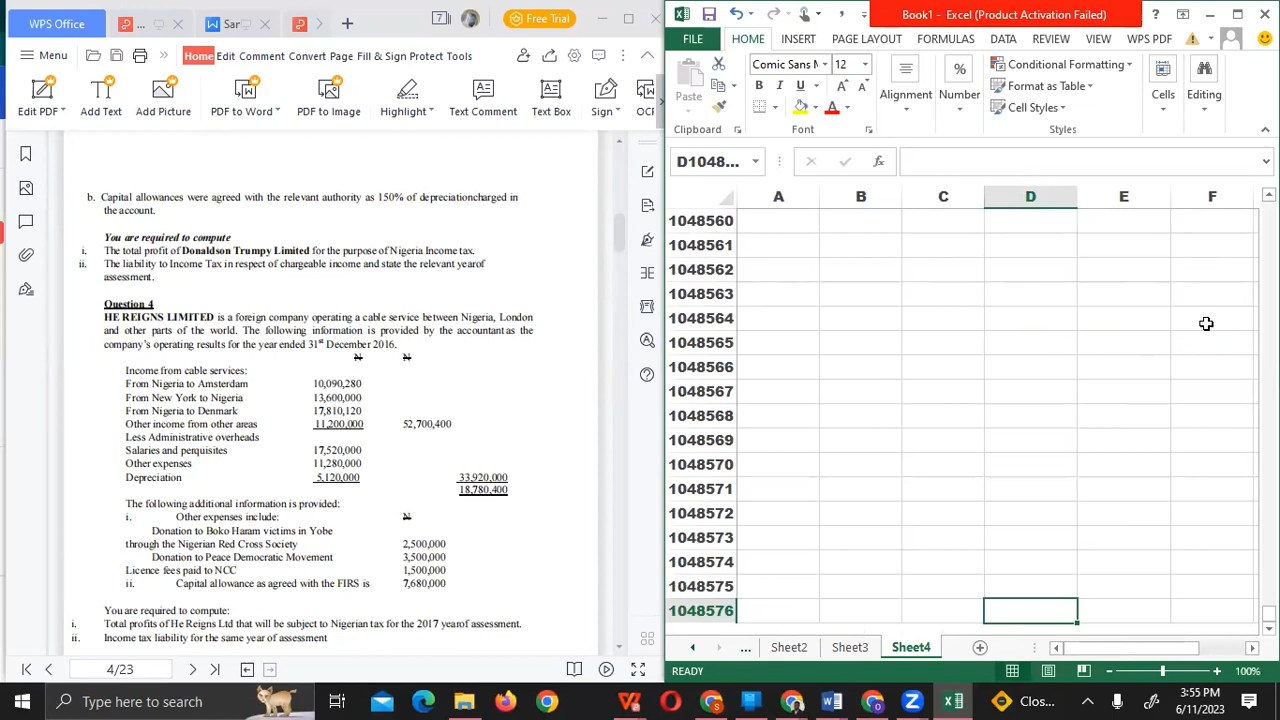 WPS Office
Sar
7
Free Trial
Menu
Home Edit Comment Convert Page Fill & Sign Protect Tools
Edit PDF Add Text Add Picture PDF to Word PDF to Image Highlight Text Comment Text Box Sign OCR
b. Capital allowances were agreed with the relevant authority as 150% of depreciationcharged in
the account.
You are required to compute
i. The total profit of Donaldson Trumpy Limited for the purpose of Nigeria Income tax.
ii. The liability to Income Tax in respect of chargeable income and state the relevant yearof
assessment.
Question 4
HE REIGNS LIMITED is a foreign company operating a cable service between Nigeria, London
and other parts of the world. The following information is provided by the accountant as the
company's operating results for the year ended 31st December 2016.
N N
Income from cable services:
From Nigeria to Amsterdam 10,090,280
From New York to Nigeria 13,600,000
From Nigeria to Denmark 17,810,120
Other income from other areas 11,200,000 52,700,400
Less Administrative overheads
Salaries and perquisites 17,520,000
Other expenses 11,280,000
Depreciation 5,120,000 33,920,000
18,780,400
The following additional information is provided:
i. Other expenses include: N
Donation to Boko Haram victims in Yobe
through the Nigerian Red Cross Society 2,500,000
Donation to Peace Democratic Movement 3,500,000
Licence fees paid to NCC 1,500,000
ii. Capital allowance as agreed with the FIRS is 7,680,000
You are required to compute:
i. Total profits of He Reigns Ltd that will be subject to Nigerian tax for the 2017 yearof assessment.
ii. Income tax liability for the same year of assessment
4/23
Book1 - Excel (Product Activation Failed)
FILE HOME INSERT PAGE LAYOUT FORMULAS DATA REVIEW VIEW WPS PDF
Paste
Comic Sans M 12
B I U
A
Alignment
%
Number
Conditional Formatting
Format as Table
Cell Styles
Cells
Editing
Clipboard Font Styles
D1048...
fx
A B C D E F
1048560
1048561
1048562
1048563
1048564
1048565
1048566
1048567
1048568
1048569
1048570
1048571
1048572
1048573
1048574
1048575
1048576
... Sheet2 Sheet3 Sheet4
READY
100%
Type here to search
Clos...
3:55 PM
6/11/2023